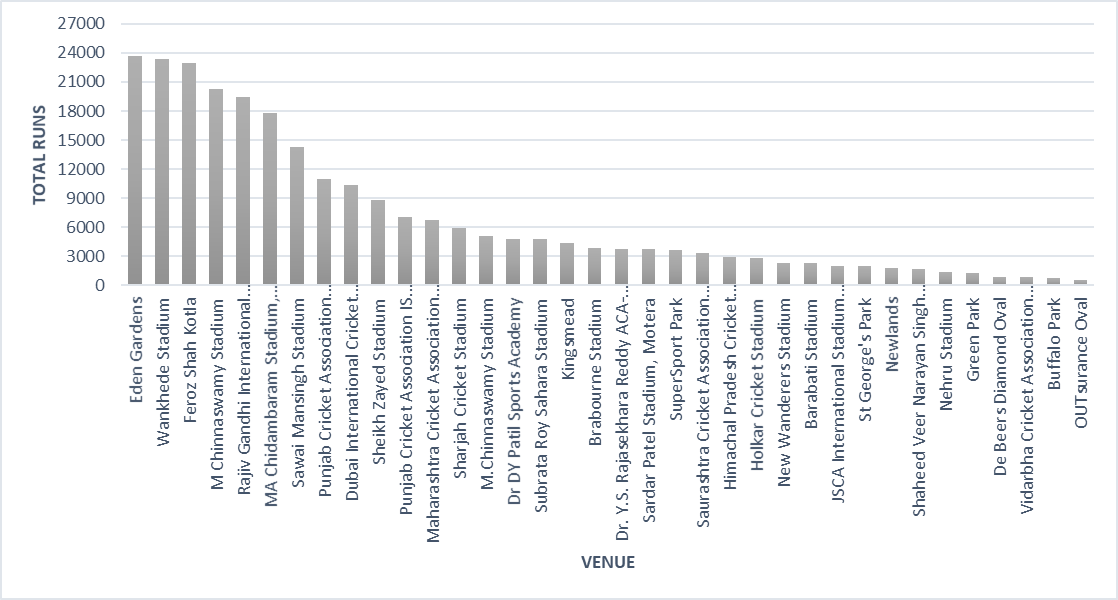 27000
24000
21000
18000
15000
12000
9000
6000
3000
0
TOTAL RUNS
Eden Gardens
Wankhede Stadium
Feroz Shah Kotla
M Chinnaswamy Stadium
Rajiv Gandhi International...
MA Chidambaram Stadium,...
Sawai Mansingh Stadium
Punjab Cricket Association...
Dubai International Cricket...
Sheikh Zayed Stadium
Punjab Cricket Association IS...
Maharashtra Cricket Association...
Sharjah Cricket Stadium
M.Chinnaswamy Stadium
Dr DY Patil Sports Academy
Subrata Roy Sahara Stadium
Kingsmead
Brabourne Stadium
Dr. Y.S. Rajasekhara Reddy ACA-...
Sardar Patel Stadium, Motera
SuperSport Park
Saurashtra Cricket Association...
Himachal Pradesh Cricket...
Holkar Cricket Stadium
New Wanderers Stadium
Barabati Stadium
JSCA International Stadium...
St George's Park
Newlands
Shaheed Veer Narayan Singh...
Nehru Stadium
Green Park
De Beers Diamond Oval
Vidarbha Cricket Association...
Buffalo Park
OUTsurance Oval
VENUE